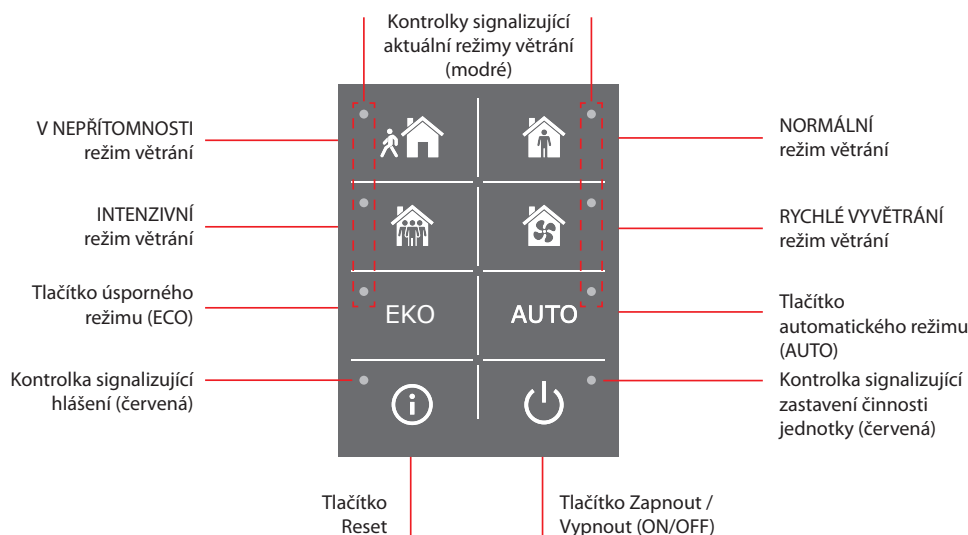 Kontrolky signalizující
aktuální režimy větrání
(modré)
V NEPŘÍTOMNOSTI
režim větrání
NORMÁLNÍ
režim větrání
INTENZIVNÍ
režim větrání
RYCHLÉ VYVĚTRÁNÍ
režim větrání
Tlačítko úsporného
režimu (ECO)
EKO
AUTO
Tlačítko
automatického režimu
(AUTO)
Kontrolka signalizující
hlášení (červená)
Kontrolka signalizující
zastavení činnosti
jednotky (červená)
Tlačítko
Reset
Tlačítko Zapnout /
Vypnout (ON/OFF)